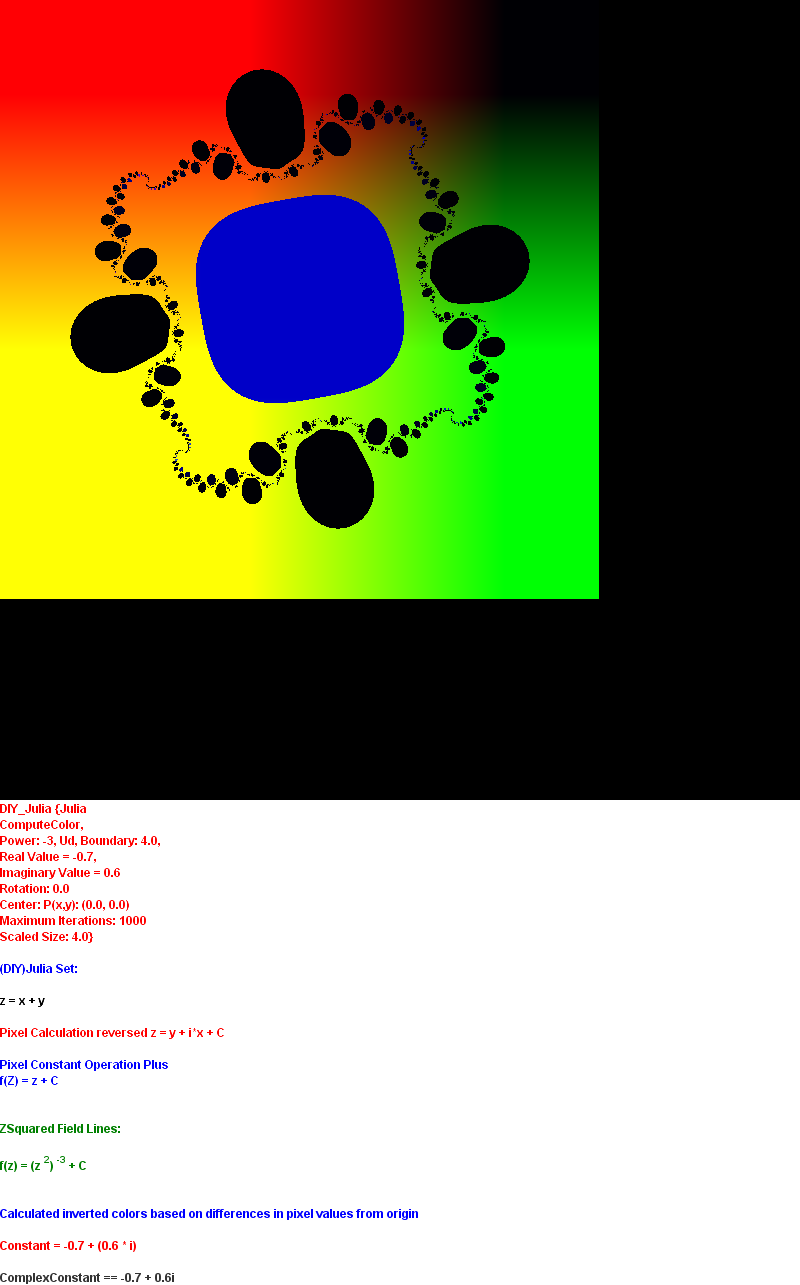 DIY_Julia {Julia
ComputeColor,
Power: -3, Ud, Boundary: 4.0,
Real Value = -0.7,
Imaginary Value = 0.6
Rotation: 0.0
Center: P(x,y): (0.0, 0.0)
Maximum Iterations: 1000
Scaled Size: 4.0}
(DIY)Julia Set:
z = x + y
Pixel Calculation reversed z = y + i*x + C
Pixel Constant Operation Plus
f(Z) = z + C
ZSquared Field Lines:
f(z) = (z ²) ⁻³ + C
Calculated inverted colors based on differences in pixel values from origin
Constant = -0.7 + (0.6 * i)
ComplexConstant == -0.7 + 0.6i